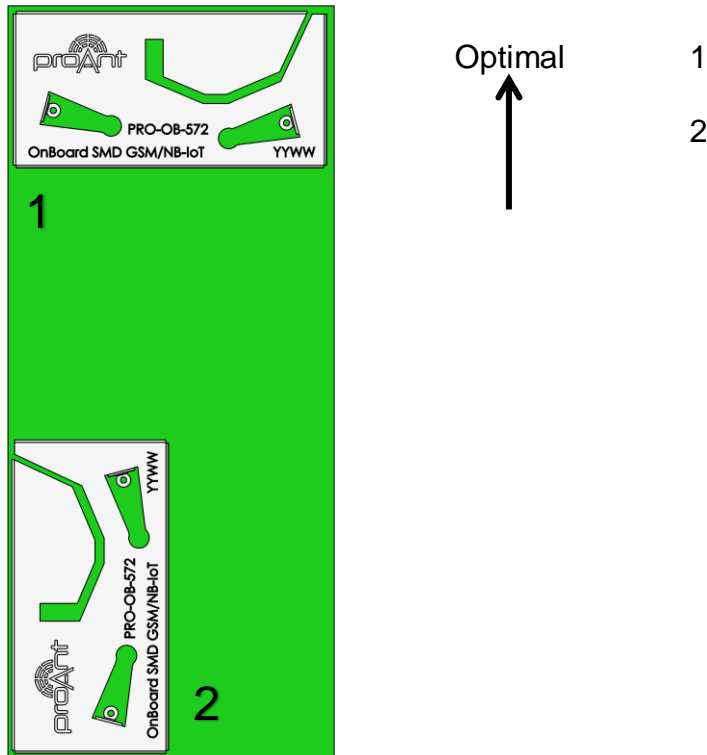 proAnt
PRO-OB-572
OnBoard SMD GSM/NB-IoT YYWW
1
Optimal 1
2
YYWW
PRO-OB-572
OnBoard SMD GSM/NB-IoT
proAnt
2